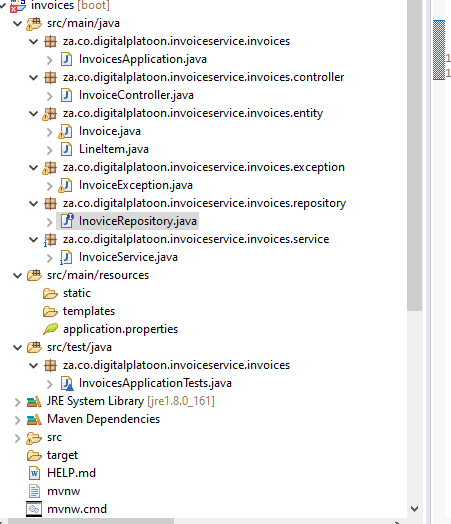 invoices [boot]
src/main/java
za.co.digitalplatoon.invoiceservice.invoices
InvoicesApplication.java
za.co.digitalplatoon.invoiceservice.invoices.controller
InvoiceController.java
za.co.digitalplatoon.invoiceservice.invoices.entity
Invoice.java
LineItem.java
za.co.digitalplatoon.invoiceservice.invoices.exception
InvoiceException.java
za.co.digitalplatoon.invoiceservice.invoices.repository
InoviceRepository.java
za.co.digitalplatoon.invoiceservice.invoices.service
InvoiceService.java
src/main/resources
static
templates
application.properties
src/test/java
za.co.digitalplatoon.invoiceservice.invoices
InvoicesApplicationTests.java
JRE System Library [jre1.8.0_161]
Maven Dependencies
src
target
HELP.md
mvnw
mvnw.cmd
1
1